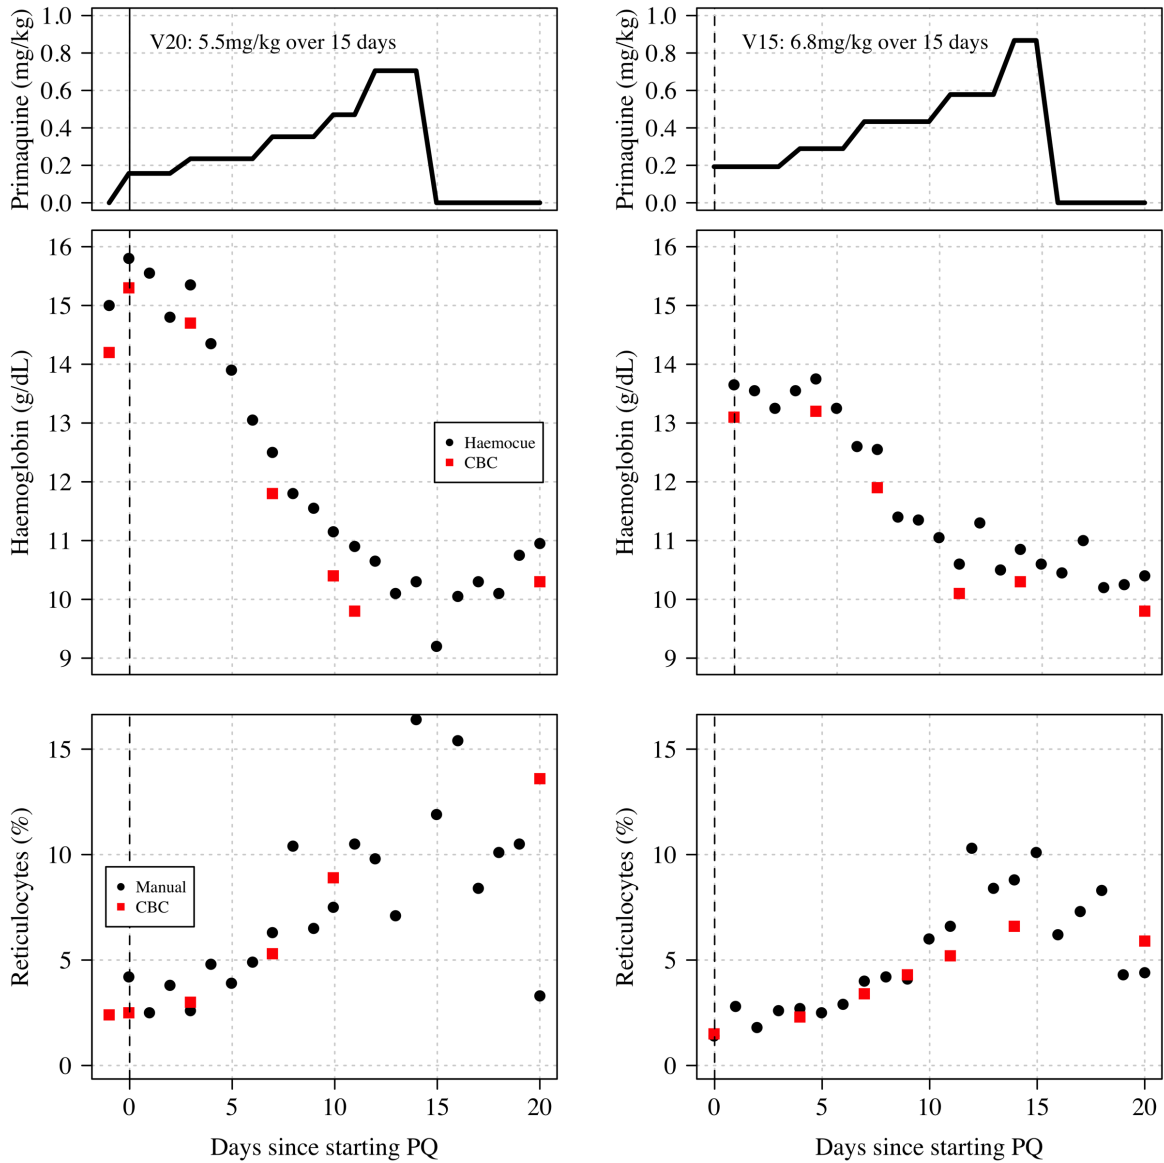 Primaquine (mg/kg)
1.0
0.8
0.6
0.4
0.2
0.0
V20: 5.5mg/kg over 15 days
Primaquine (mg/kg)
1.0
0.8
0.6
0.4
0.2
0.0
V15: 6.8mg/kg over 15 days
Haemoglobin (g/dL)
16
15
14
13
12
11
10
9
Haemocue
CBC
Haemoglobin (g/dL)
16
15
14
13
12
11
10
9
Reticulocytes (%)
15
10
5
0
Manual
CBC
0 5 10 15 20
Days since starting PQ
Reticulocytes (%)
15
10
5
0
0 5 10 15 20
Days since starting PQ